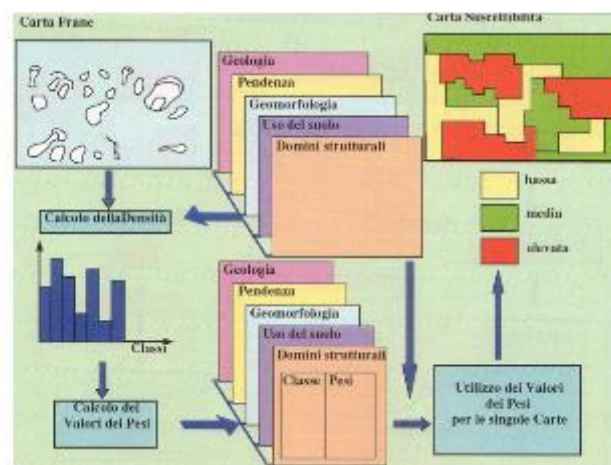 Carta Frane
Carta Suscettibilità
Geologia
Pendenza
Geomorfologia
Uso del suolo
Domini strutturali
bassa
media
elevata
Calcolo della Densità
Classi
Geologia
Pendenza
Geomorfologia
Uso del suolo
Domini strutturali
Classe Pesi
Calcolo dei
Valori dei Pesi
Utilizzo dei Valori
dei Pesi
per le singole Carte